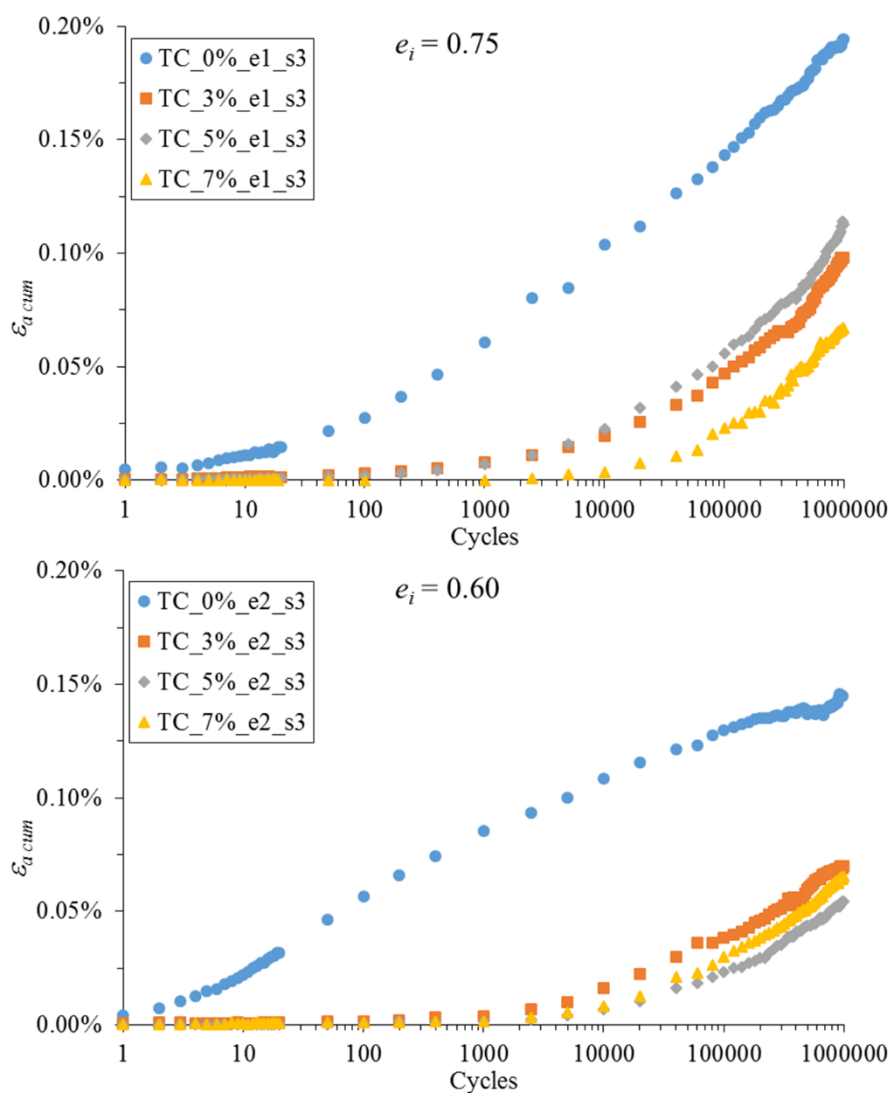 0.20%
TC_0%_e1_s3
TC_3%_e1_s3
TC_5%_e1_s3
TC_7%_e1_s3
e_i = 0.75
0.15%
0.10%
0.05%
0.00%
ε_a cum
1 10 100 1000 10000 100000 1000000
Cycles
0.20%
TC_0%_e2_s3
TC_3%_e2_s3
TC_5%_e2_s3
TC_7%_e2_s3
e_i = 0.60
0.15%
0.10%
0.05%
0.00%
ε_a cum
1 10 100 1000 10000 100000 1000000
Cycles